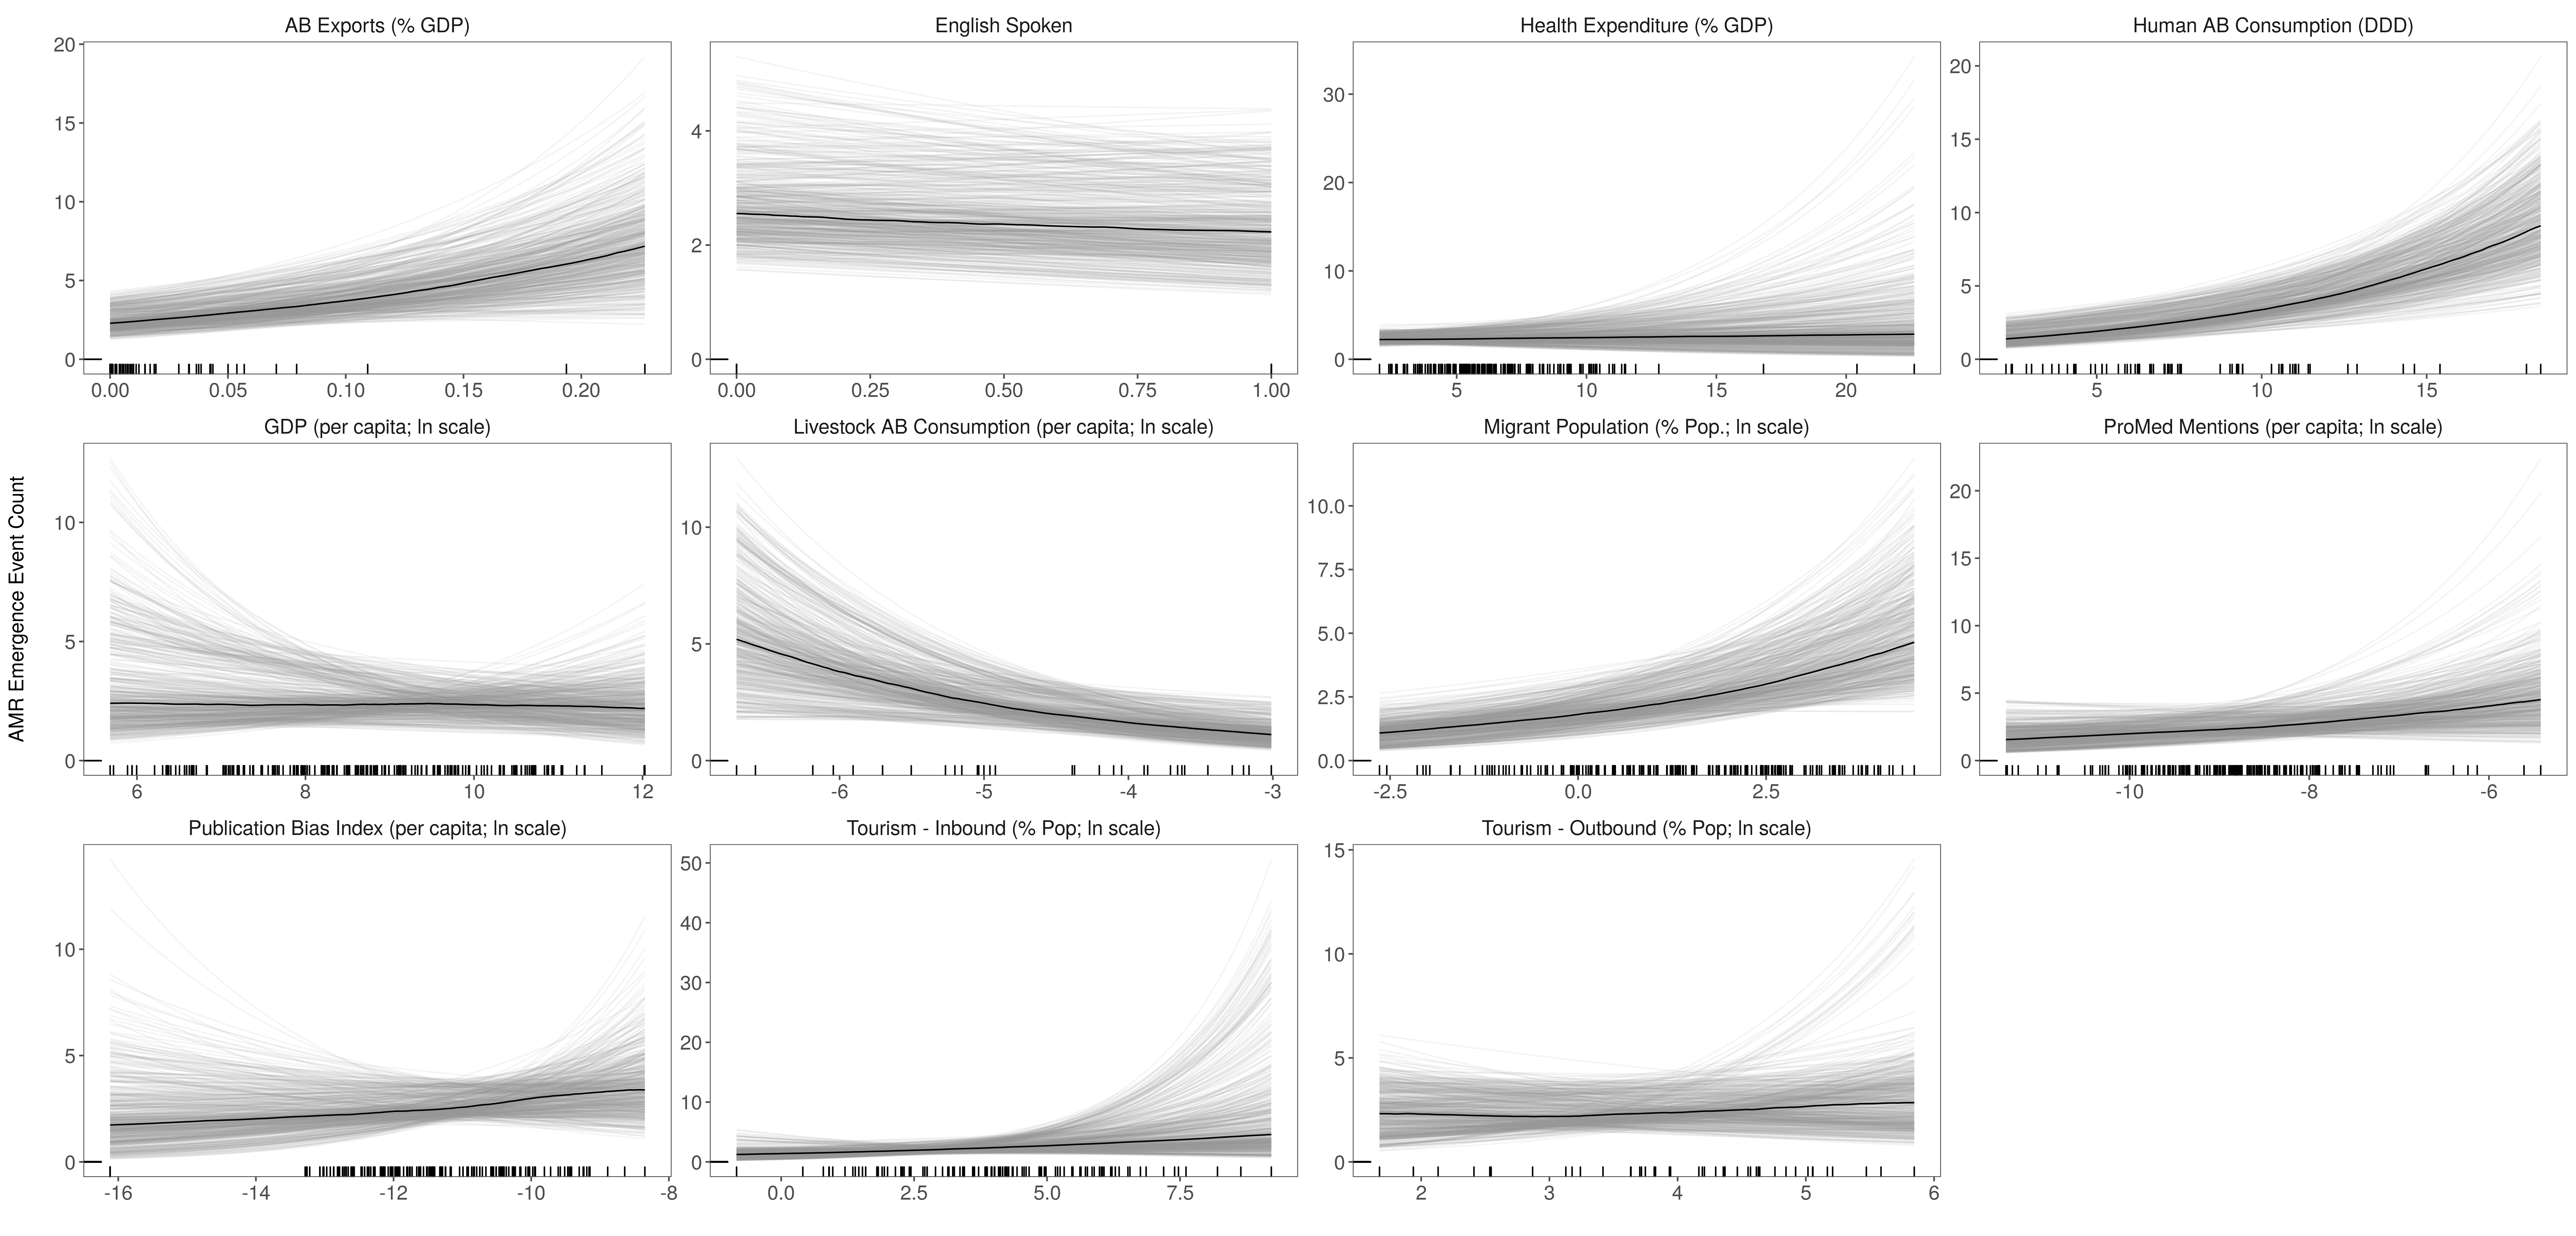 AB Exports (% GDP)
English Spoken
Health Expenditure (% GDP)
Human AB Consumption (DDD)
20
15
10
5
0
0.00 0.05 0.10 0.15 0.20
4
2
0
0.00 0.25 0.50 0.75 1.00
30
20
10
0
5 10 15 20
20
15
10
5
0
5 10 15
AMR Emergence Event Count
GDP (per capita; ln scale)
Livestock AB Consumption (per capita; ln scale)
Migrant Population (% Pop.; ln scale)
ProMed Mentions (per capita; ln scale)
10
5
0
6 8 10 12
10
5
0
-6 -5 -4 -3
10.0
7.5
5.0
2.5
0.0
-2.5 0.0 2.5
20
15
10
5
0
-10 -8 -6
Publication Bias Index (per capita; ln scale)
Tourism - Inbound (% Pop; ln scale)
Tourism - Outbound (% Pop; ln scale)
10
5
0
-16 -14 -12 -10 -8
50
40
30
20
10
0
0.0 2.5 5.0 7.5
15
10
5
0
2 3 4 5 6